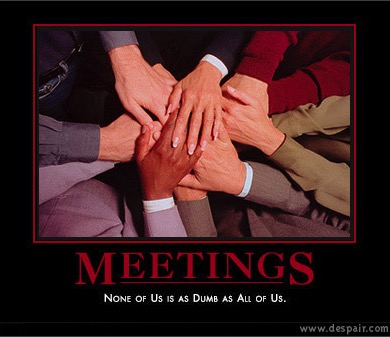 MEETINGS
NONE OF US IS AS DUMB AS ALL OF US.
www.despair.com